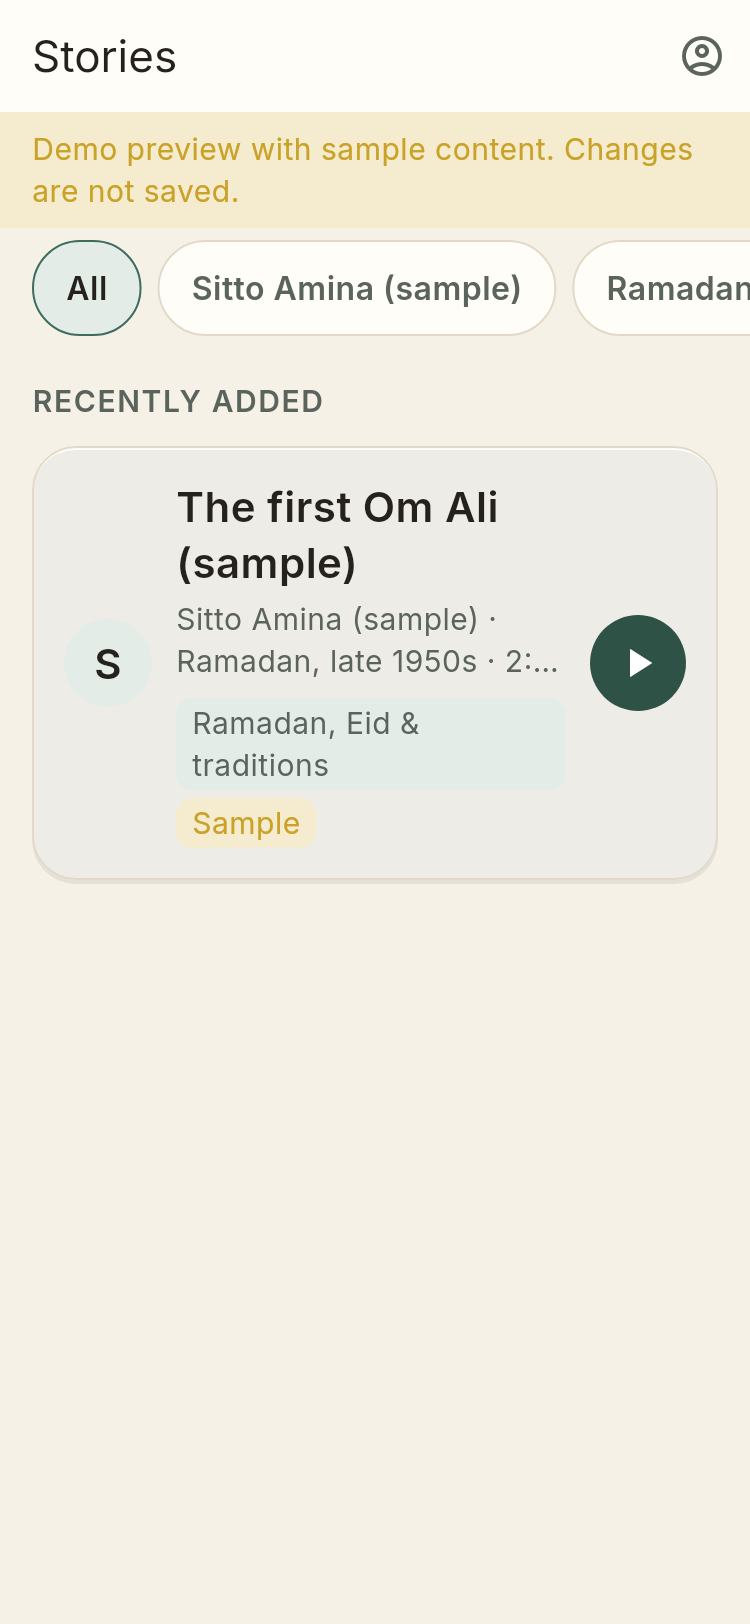 Stories
Demo preview with sample content. Changes
are not saved.
All
Sitto Amina (sample)
Ramadan
RECENTLY ADDED
The first Om Ali
(sample)
S
Sitto Amina (sample) ·
Ramadan, late 1950s · 2:...
Ramadan, Eid &
traditions
Sample